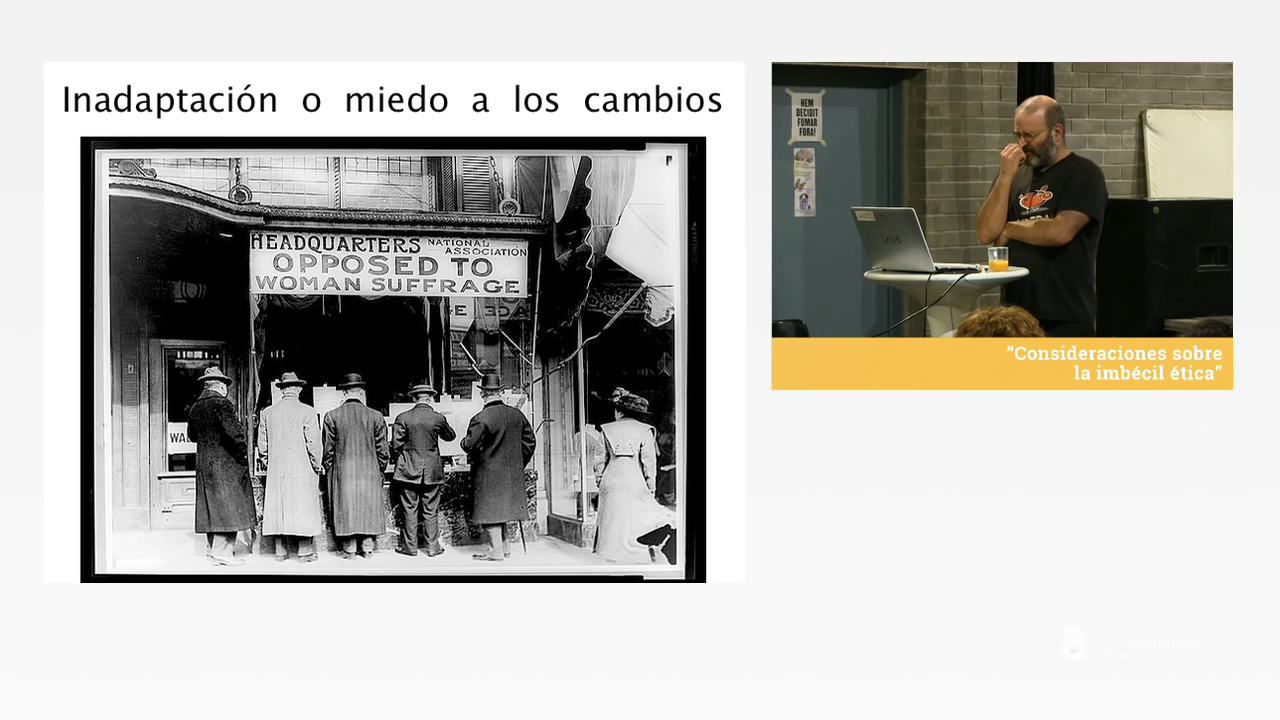 Inadaptación o miedo a los cambios
HEADQUARTERS NATIONAL ASSOCIATION
OPPOSED TO
WOMAN SUFFRAGE
HEM
DECIDIT
FUMAR
FORA!
“Consideraciones sobre
la imbécil ética”